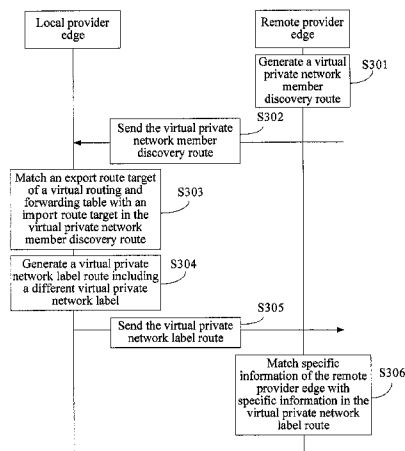 Local provider
edge
Remote provider
edge
Generate a virtual
private network
member
discovery route
S301
S302
Send the virtual private
network member
discovery route
Match an export route target
of a virtual routing and
forwarding table with an
import route target in the
virtual private network
member discovery route
S303
S304
Generate a virtual private
network label route including
a different virtual private
network label
S305
Send the virtual private
network label route
Match specific
information of the remote
provider edge with
specific information in the
virtual private network
label route
S306